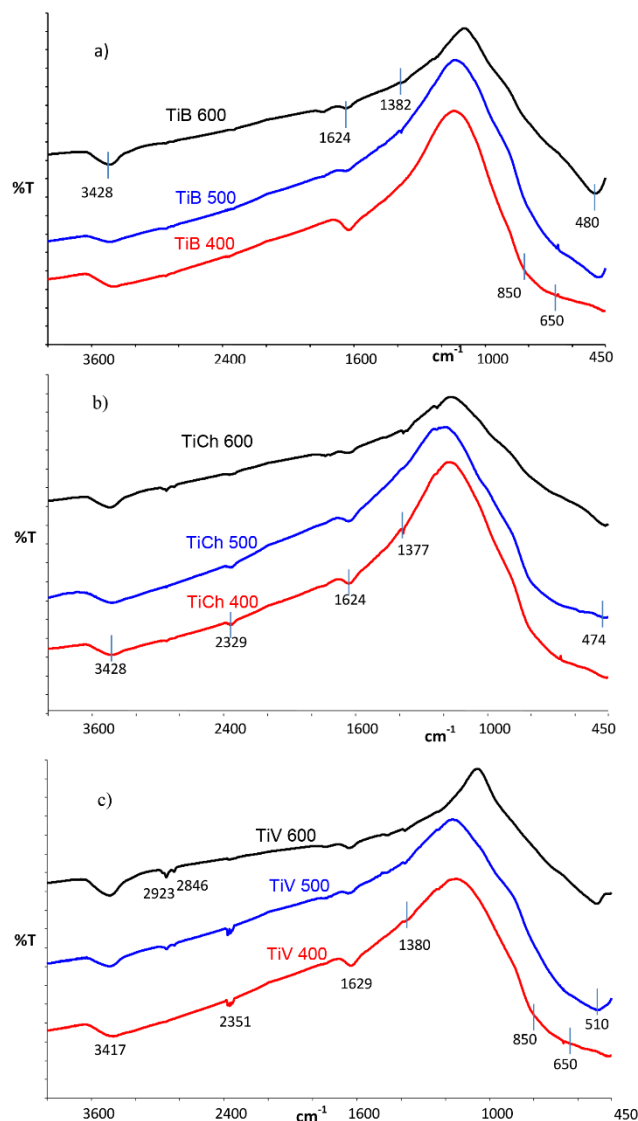 a)
TiB 600
1382
1624
3428
%T
TiB 500
480
TiB 400
850
650
3600 2400 1600 cm-1 1000 450
b)
TiCh 600
%T
TiCh 500
1377
TiCh 400
1624
474
3428
2329
3600 2400 1600 cm-1 1000 450
c)
TiV 600
2923 2846
TiV 500
%T
TiV 400
1380
1629
2351
510
850
3417
650
3600 2400 cm-1 1600 1000 450